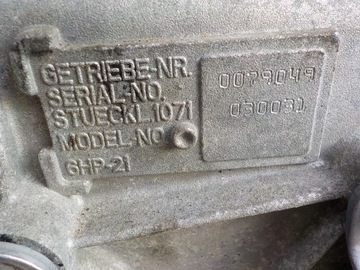 GETRIEBE-NR.
SERIAL-NO.
STUECKL.1071
MODEL.NO
6HP-21
0079049
030031